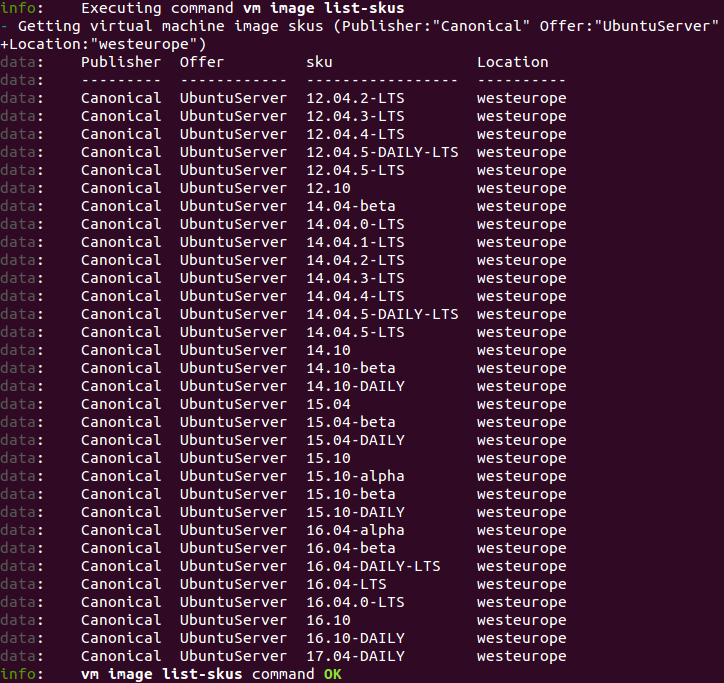 info:    Executing command vm image list-skus
- Getting virtual machine image skus (Publisher:"Canonical" Offer:"UbuntuServer"
+Location:"westeurope")
data:    Publisher  Offer         sku                Location
data:    ---------  ------------  -----------------  ----------
data:    Canonical  UbuntuServer  12.04.2-LTS        westeurope
data:    Canonical  UbuntuServer  12.04.3-LTS        westeurope
data:    Canonical  UbuntuServer  12.04.4-LTS        westeurope
data:    Canonical  UbuntuServer  12.04.5-DAILY-LTS  westeurope
data:    Canonical  UbuntuServer  12.04.5-LTS        westeurope
data:    Canonical  UbuntuServer  12.10              westeurope
data:    Canonical  UbuntuServer  14.04-beta         westeurope
data:    Canonical  UbuntuServer  14.04.0-LTS        westeurope
data:    Canonical  UbuntuServer  14.04.1-LTS        westeurope
data:    Canonical  UbuntuServer  14.04.2-LTS        westeurope
data:    Canonical  UbuntuServer  14.04.3-LTS        westeurope
data:    Canonical  UbuntuServer  14.04.4-LTS        westeurope
data:    Canonical  UbuntuServer  14.04.5-DAILY-LTS  westeurope
data:    Canonical  UbuntuServer  14.04.5-LTS        westeurope
data:    Canonical  UbuntuServer  14.10              westeurope
data:    Canonical  UbuntuServer  14.10-beta         westeurope
data:    Canonical  UbuntuServer  14.10-DAILY        westeurope
data:    Canonical  UbuntuServer  15.04              westeurope
data:    Canonical  UbuntuServer  15.04-beta         westeurope
data:    Canonical  UbuntuServer  15.04-DAILY        westeurope
data:    Canonical  UbuntuServer  15.10              westeurope
data:    Canonical  UbuntuServer  15.10-alpha        westeurope
data:    Canonical  UbuntuServer  15.10-beta         westeurope
data:    Canonical  UbuntuServer  15.10-DAILY        westeurope
data:    Canonical  UbuntuServer  16.04-alpha        westeurope
data:    Canonical  UbuntuServer  16.04-beta         westeurope
data:    Canonical  UbuntuServer  16.04-DAILY-LTS    westeurope
data:    Canonical  UbuntuServer  16.04-LTS          westeurope
data:    Canonical  UbuntuServer  16.04.0-LTS        westeurope
data:    Canonical  UbuntuServer  16.10              westeurope
data:    Canonical  UbuntuServer  16.10-DAILY        westeurope
data:    Canonical  UbuntuServer  17.04-DAILY        westeurope
info:    vm image list-skus command OK